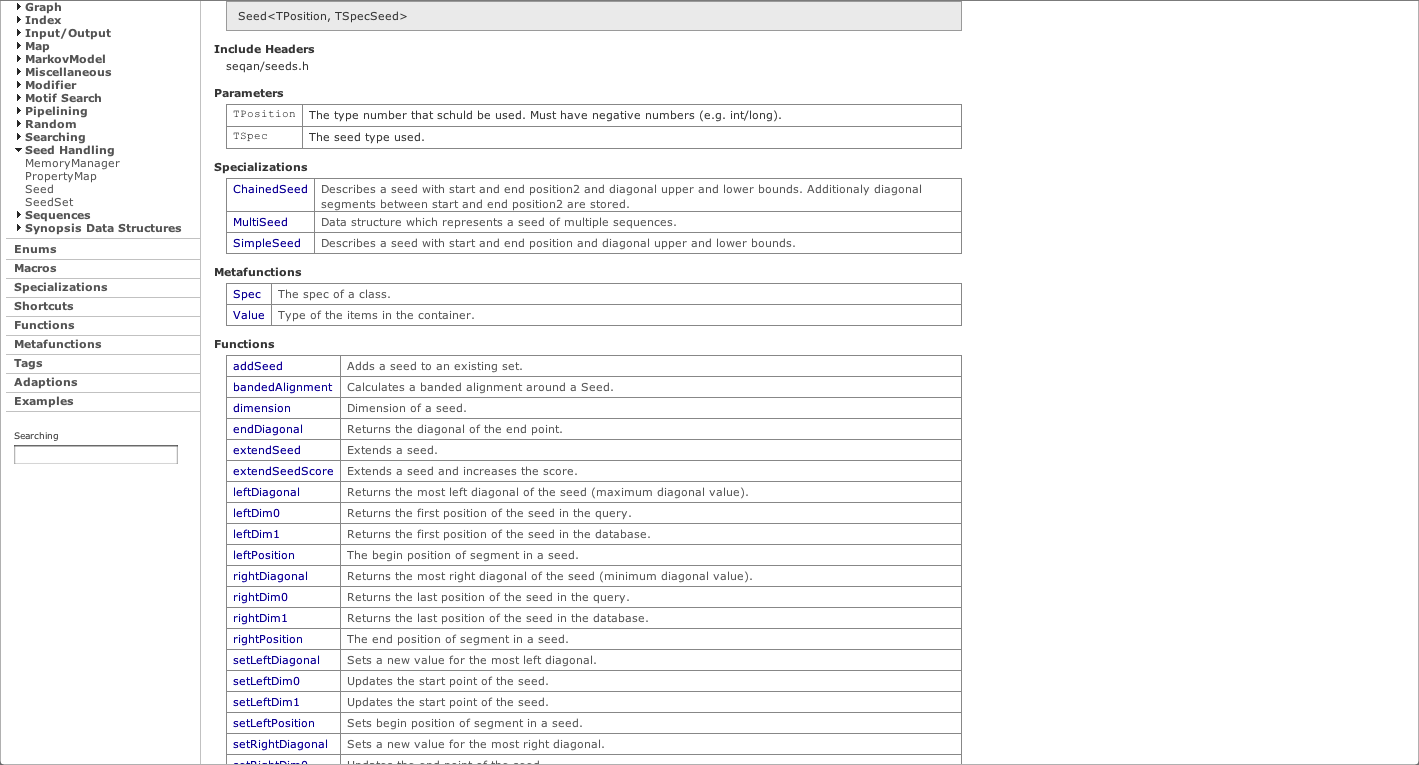 Graph
Index
Input/Output
Map
MarkovModel
Miscellaneous
Modifier
Motif Search
Pipelining
Random
Searching
Seed Handling
MemoryManager
PropertyMap
Seed
SeedSet
Sequences
Synopsis Data Structures
Enums
Macros
Specializations
Shortcuts
Functions
Metafunctions
Tags
Adaptions
Examples
Searching
Seed<TPosition, TSpecSeed>
Include Headers
seqan/seeds.h
Parameters
TPosition The type number that schuld be used. Must have negative numbers (e.g. int/long).
TSpec The seed type used.
Specializations
ChainedSeed Describes a seed with start and end position2 and diagonal upper and lower bounds. Additionaly diagonal
segments between start and end position2 are stored.
MultiSeed Data structure which represents a seed of multiple sequences.
SimpleSeed Describes a seed with start and end position and diagonal upper and lower bounds.
Metafunctions
Spec The spec of a class.
Value Type of the items in the container.
Functions
addSeed Adds a seed to an existing set.
bandedAlignment Calculates a banded alignment around a Seed.
dimension Dimension of a seed.
endDiagonal Returns the diagonal of the end point.
extendSeed Extends a seed.
extendSeedScore Extends a seed and increases the score.
leftDiagonal Returns the most left diagonal of the seed (maximum diagonal value).
leftDim0 Returns the first position of the seed in the query.
leftDim1 Returns the first position of the seed in the database.
leftPosition The begin position of segment in a seed.
rightDiagonal Returns the most right diagonal of the seed (minimum diagonal value).
rightDim0 Returns the last position of the seed in the query.
rightDim1 Returns the last position of the seed in the database.
rightPosition The end position of segment in a seed.
setLeftDiagonal Sets a new value for the most left diagonal.
setLeftDim0 Updates the start point of the seed.
setLeftDim1 Updates the start point of the seed.
setLeftPosition Sets begin position of segment in a seed.
setRightDiagonal Sets a new value for the most right diagonal.
setRightDim0 Updates the end point of the seed.